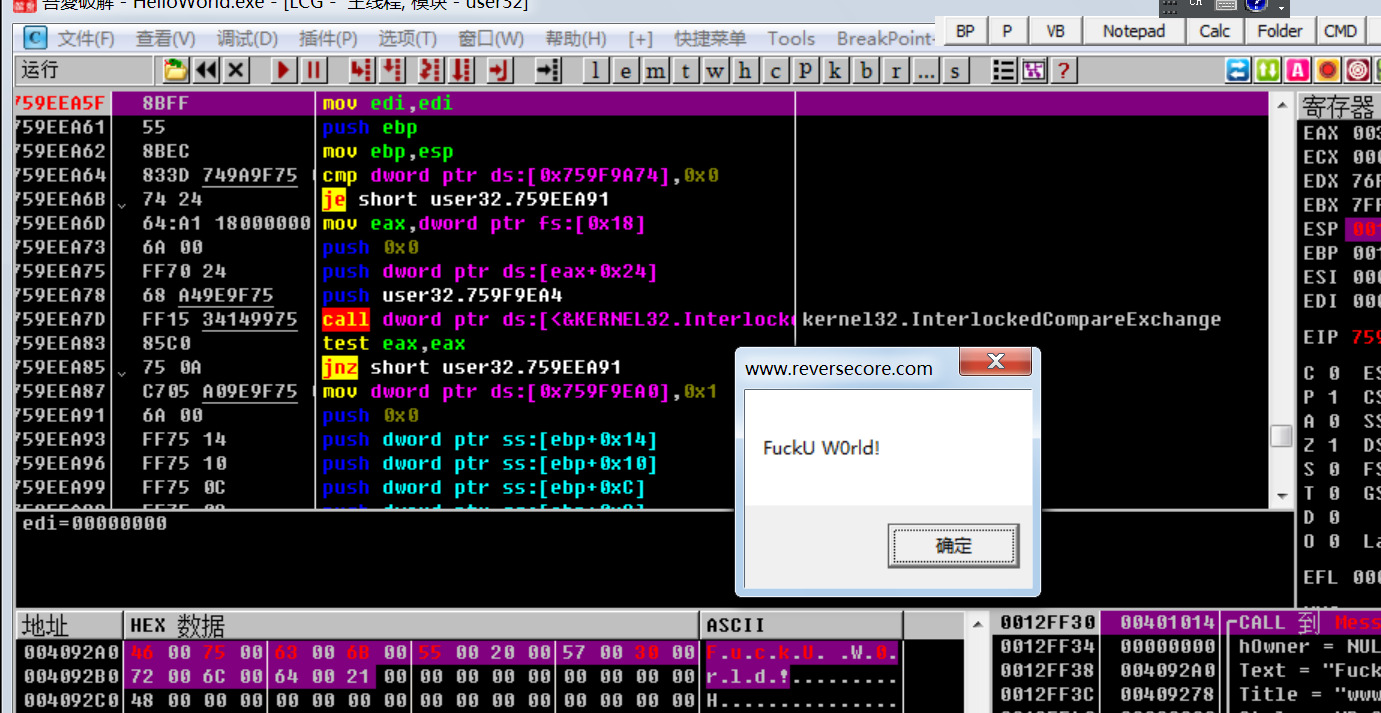 吾爱破解 - HelloWorld.exe - [LCG - 主线程, 模块 - user32]
文件(F) 查看(V) 调试(D) 插件(P) 选项(T) 窗口(W) 帮助(H) [+] 快捷菜单 Tools BreakPoint- BP P VB Notepad Calc Folder CMD
运行 l e m t w h c p k b r ... s ?
759EEA5F 8BFF mov edi,edi
759EEA61 55 push ebp
759EEA62 8BEC mov ebp,esp
759EEA64 833D 749A9F75 cmp dword ptr ds:[0x759F9A74],0x0
759EEA6B 74 24 je short user32.759EEA91
759EEA6D 64:A1 18000000 mov eax,dword ptr fs:[0x18]
759EEA73 6A 00 push 0x0
759EEA75 FF70 24 push dword ptr ds:[eax+0x24]
759EEA78 68 A49E9F75 push user32.759F9EA4
759EEA7D FF15 34149975 call dword ptr ds:[<&KERNEL32.Interlock kernel32.InterlockedCompareExchange
759EEA83 85C0 test eax,eax
759EEA85 75 0A jnz short user32.759EEA91
759EEA87 C705 A09E9F75 mov dword ptr ds:[0x759F9EA0],0x1
759EEA91 6A 00 push 0x0
759EEA93 FF75 14 push dword ptr ss:[ebp+0x14]
759EEA96 FF75 10 push dword ptr ss:[ebp+0x10]
759EEA99 FF75 0C push dword ptr ss:[ebp+0xC]
edi=00000000
寄存器
EAX 003
ECX 000
EDX 76F
EBX 7FF
ESP 001
EBP 001
ESI 000
EDI 000
EIP 759
C 0 ES
P 1 CS
A 0 SS
Z 1 DS
S 0 FS
T 0 GS
D 0
O 0 La
EFL 000
www.reversecore.com
FuckU W0rld!
确定
地址 HEX 数据 ASCII
004092A0 46 00 75 00 63 00 6B 00 55 00 20 00 57 00 30 00 F.u.c.k.U. .W.0.
004092B0 72 00 6C 00 64 00 21 00 00 00 00 00 00 00 00 00 r.l.d.!.........
004092C0 48 00 00 00 00 00 00 00 00 00 00 00 00 00 00 00 H...............
0012FF30 00401014 CALL 到 Mess
0012FF34 00000000 hOwner = NUL
0012FF38 004092A0 Text = "Fuck
0012FF3C 00409278 Title = "www